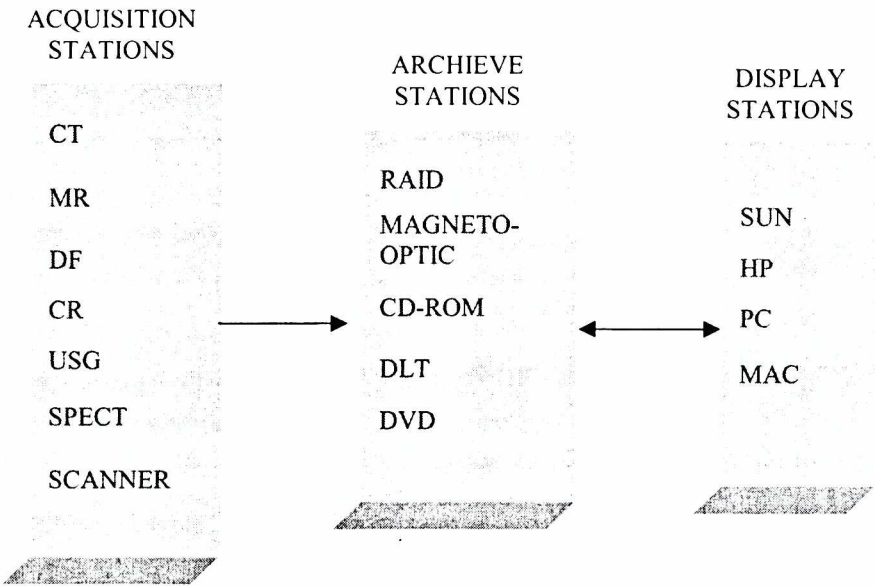 ACQUISITION
STATIONS
CT
MR
DF
CR
USG
SPECT
SCANNER
ARCHIEVE
STATIONS
RAID
MAGNETO-
OPTIC
CD-ROM
DLT
DVD
DISPLAY
STATIONS
SUN
HP
PC
MAC